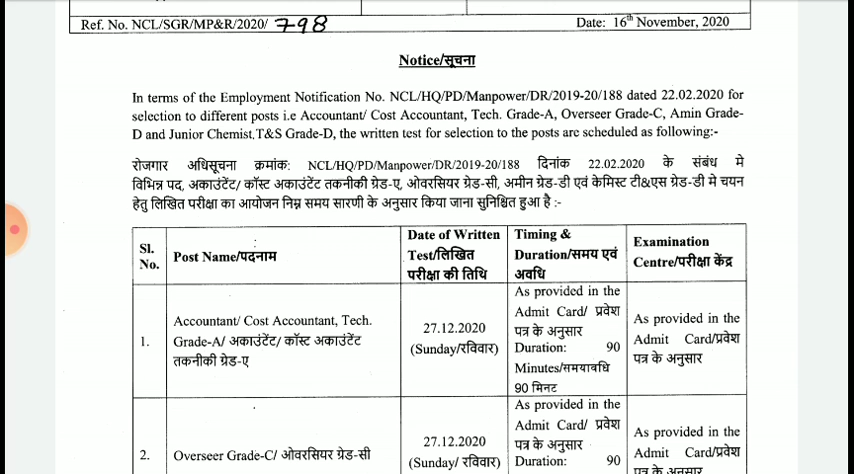 Ref. No. NCL/SGR/MP&R/2020/ 798
Date: 16th November, 2020
Notice/सूचना
In terms of the Employment Notification No. NCL/HQ/PD/Manpower/DR/2019-20/188 dated 22.02.2020 for
selection to different posts i.e Accountant/ Cost Accountant, Tech. Grade-A, Overseer Grade-C, Amin Grade-
D and Junior Chemist,T&S Grade-D, the written test for selection to the posts are scheduled as following:-
रोजगार अधिसूचना क्रमांक: NCL/HQ/PD/Manpower/DR/2019-20/188 दिनांक 22.02.2020 के संबंध मे
विभिन्न पद, अकाउंटेंट/ कॉस्ट अकाउंटेंट तकनीकी ग्रेड-ए, ओवरसियर ग्रेड-सी, अमीन ग्रेड-डी एवं केमिस्ट टी&एस ग्रेड-डी मे चयन
हेतु लिखित परीक्षा का आयोजन निम्न समय सारणी के अनुसार किया जाना सुनिश्चित हुआ है :-
Sl.
No.
Post Name/पदनाम
Date of Written
Test/लिखित
परीक्षा की तिथि
Timing &
Duration/समय एवं
अवधि
Examination
Centre/परीक्षा केंद्र
1.
Accountant/ Cost Accountant, Tech.
Grade-A/ अकाउंटेंट/ कॉस्ट अकाउंटेंट
तकनीकी ग्रेड-ए
27.12.2020
(Sunday/रविवार)
As provided in the
Admit Card/ प्रवेश
पत्र के अनुसार
Duration: 90
Minutes/समयावधि
90 मिनट
As provided in the
Admit Card/प्रवेश
पत्र के अनुसार
2.
Overseer Grade-C/ ओवरसियर ग्रेड-सी
27.12.2020
(Sunday/ रविवार)
As provided in the
Admit Card/ प्रवेश
पत्र के अनुसार
Duration: 90
As provided in the
Admit Card/प्रवेश
पत्र के अनुसार